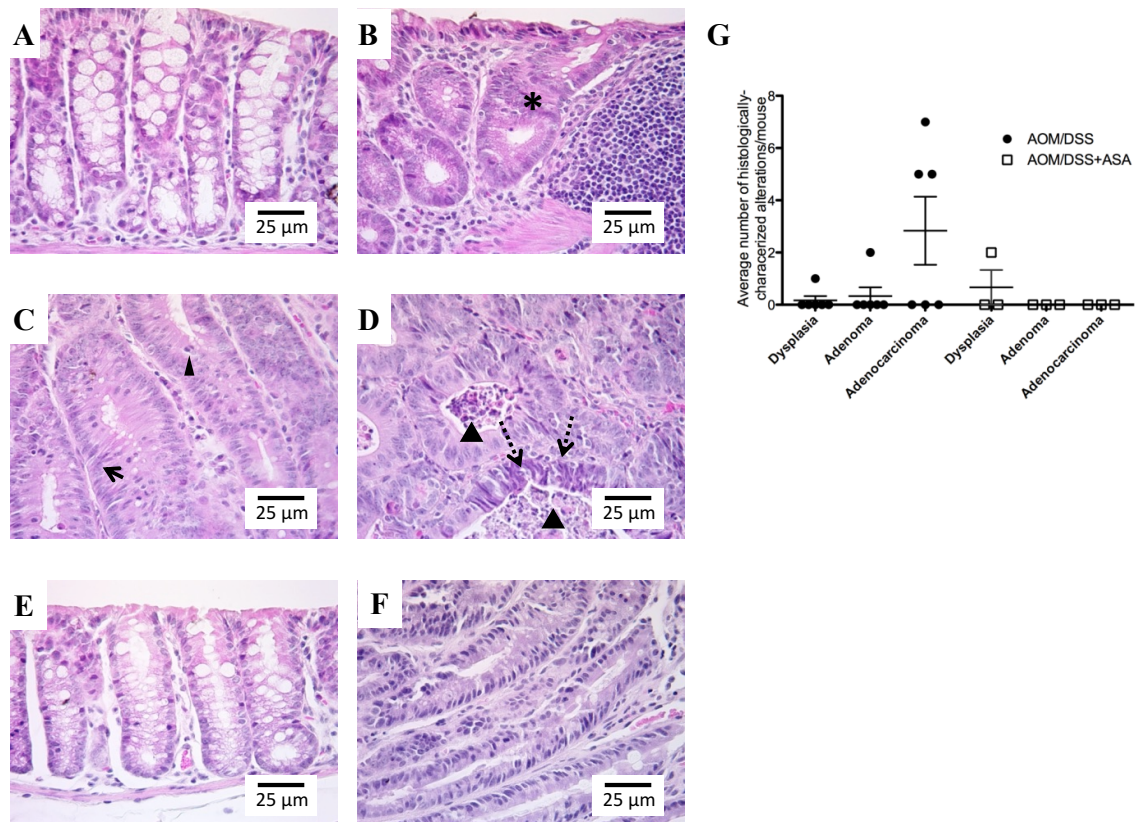 A
B
G
25 µm
25 µm
C
D
25 µm
25 µm
E
F
25 µm
25 µm
Average number of histologically-
characerized alterations/mouse
8
6
4
2
0
AOM/DSS
AOM/DSS+ASA
Dysplasia
Adenoma
Adenocarcinoma
Dysplasia
Adenoma
Adenocarcinoma